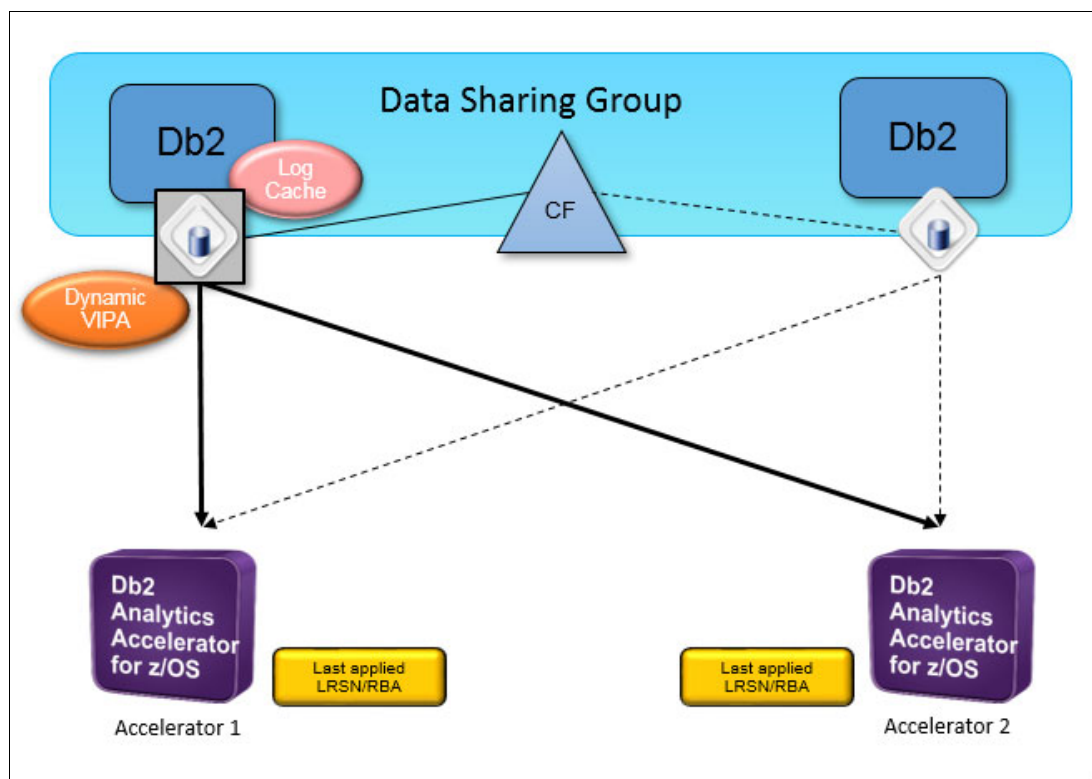 Data Sharing Group
Db2
Db2
Log
Cache
CF
Dynamic
VIPA
Db2
Analytics
Accelerator
for z/OS
Last applied
LRSN/RBA
Accelerator 1
Last applied
LRSN/RBA
Db2
Analytics
Accelerator
for z/OS
Accelerator 2